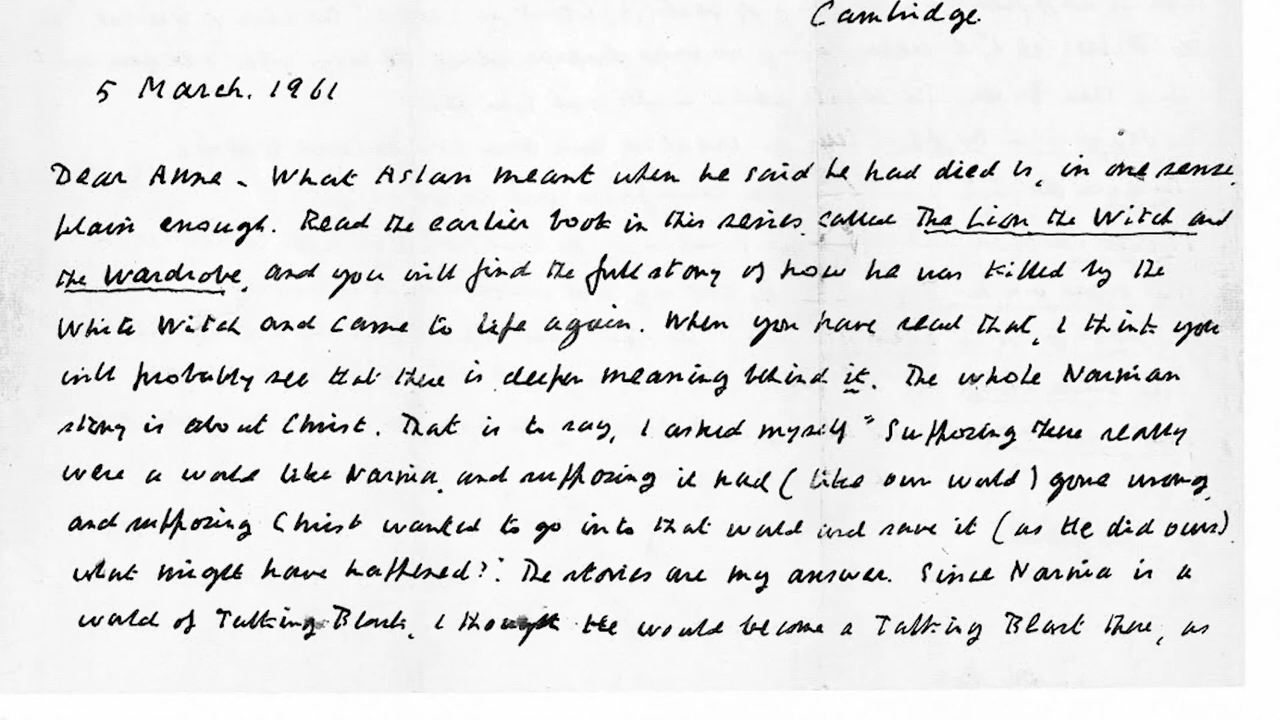 Cambridge
5 March. 1961
Dear Anne - What Aslan meant when he said he had died is, in one sense,
plain enough. Read the earlier book in this series, called The Lion the Witch and
the Wardrobe, and you will find the full story of how he was killed by the
White Witch and came to life again. When you have read that, I think you
will probably see that there is deeper meaning behind it. The whole Narnian
story is about Christ. That is to say, I asked myself "Supposing there really
were a world like Narnia, and supposing it had (like our world) gone wrong,
and supposing Christ wanted to go into that world and save it (as He did ours)
what might have happened?". The stories are my answer. Since Narnia is a
world of Talking Beasts, I thought He would become a Talking Beast there, as